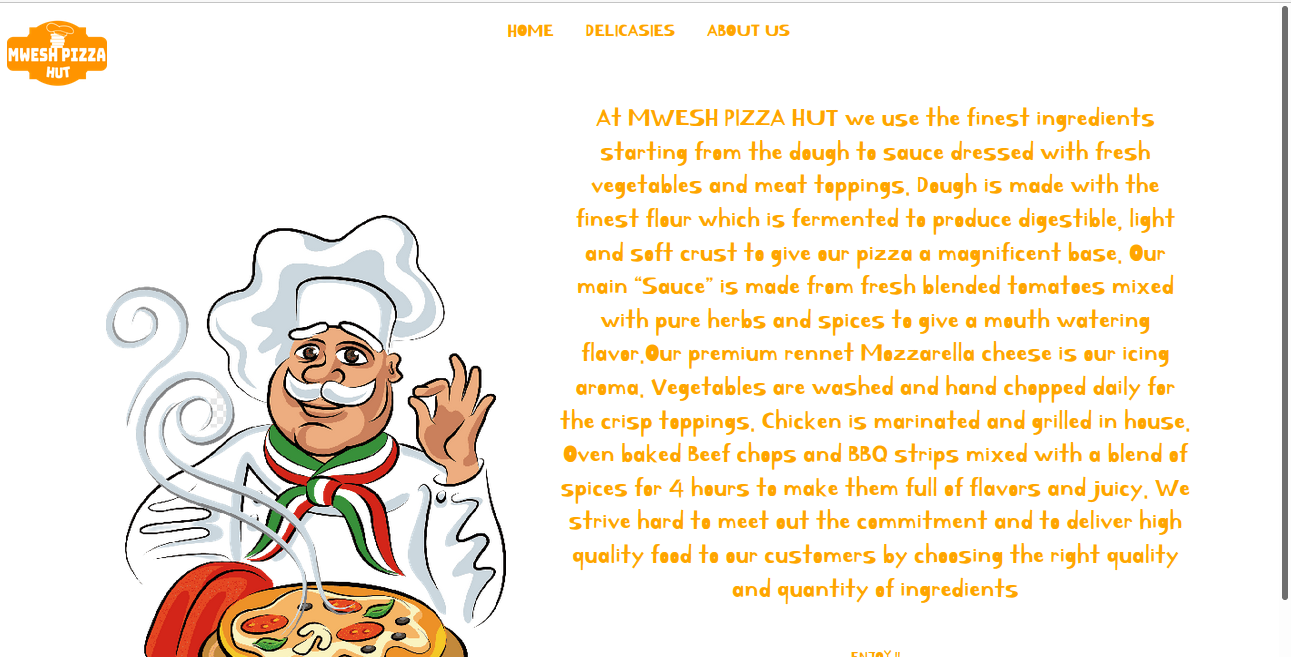 MWESH PIZZA
HUT
HOME DELICASIES ABOUT US
At MWESH PIZZA HUT we use the finest ingredients
starting from the dough to sauce dressed with fresh
vegetables and meat toppings. Dough is made with the
finest flour which is fermented to produce digestible, light
and soft crust to give our pizza a magnificent base. Our
main “Sauce” is made from fresh blended tomatoes mixed
with pure herbs and spices to give a mouth watering
flavor.Our premium rennet Mozzarella cheese is our icing
aroma. Vegetables are washed and hand chopped daily for
the crisp toppings. Chicken is marinated and grilled in house.
Oven baked Beef chops and BBQ strips mixed with a blend of
spices for 4 hours to make them full of flavors and juicy. We
strive hard to meet out the commitment and to deliver high
quality food to our customers by choosing the right quality
and quantity of ingredients
ENJOY !!